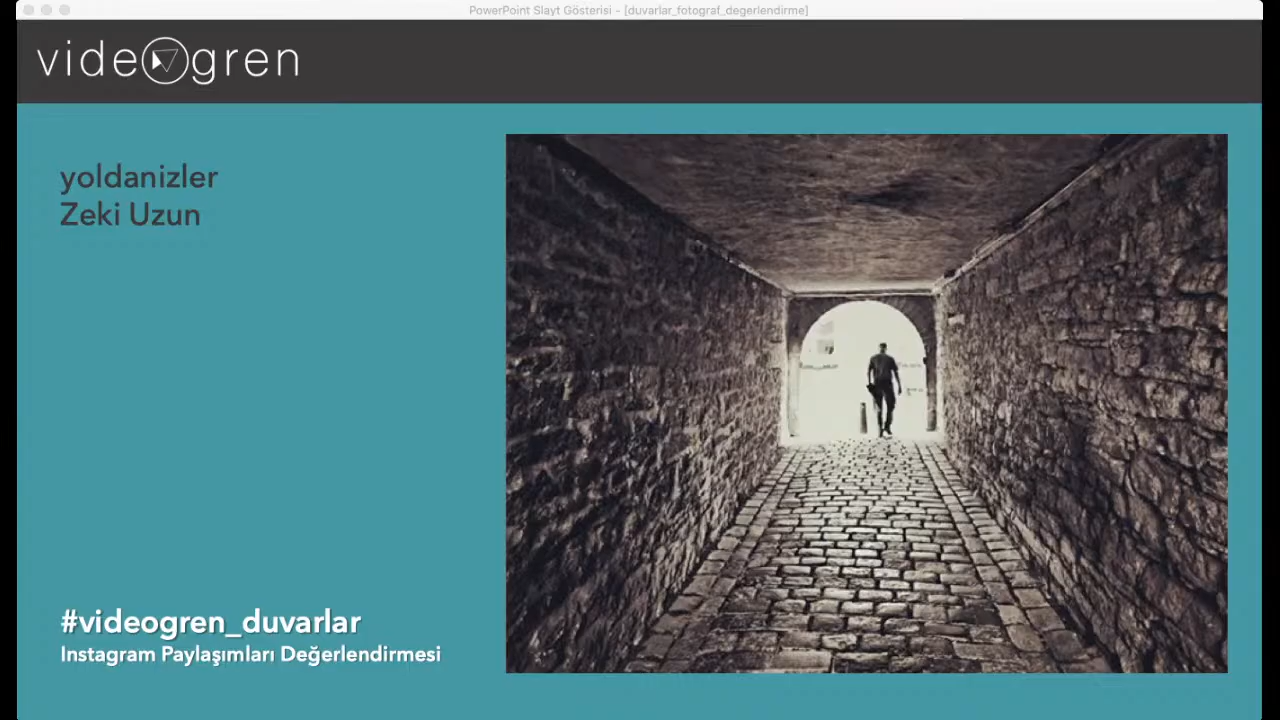 PowerPoint Slayt Gösterisi - [duvarlar_fotograf_degerlendirme]
videogren
yoldanizler
Zeki Uzun
#videogren_duvarlar
Instagram Paylaşımları Değerlendirmesi